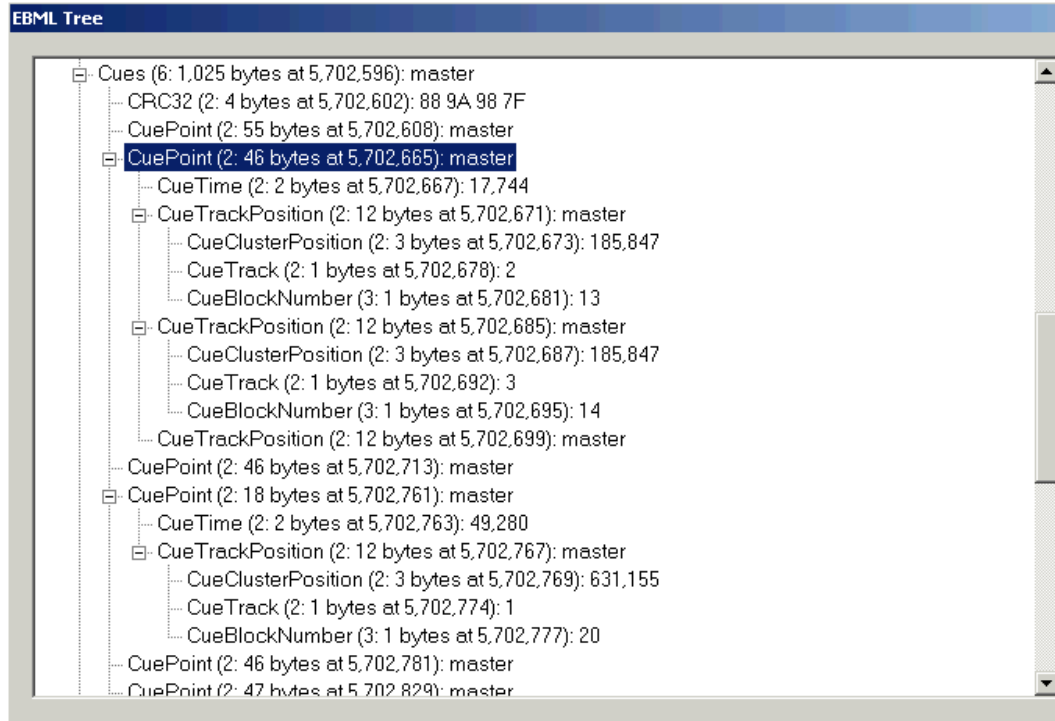 EBML Tree
Cues (6: 1,025 bytes at 5,702,596): master
CRC32 (2: 4 bytes at 5,702,602): 88 9A 98 7F
CuePoint (2: 55 bytes at 5,702,608): master
CuePoint (2: 46 bytes at 5,702,665): master
CueTime (2: 2 bytes at 5,702,667): 17,744
CueTrackPosition (2: 12 bytes at 5,702,671): master
CueClusterPosition (2: 3 bytes at 5,702,673): 185,847
CueTrack (2: 1 bytes at 5,702,678): 2
CueBlockNumber (3: 1 bytes at 5,702,681): 13
CueTrackPosition (2: 12 bytes at 5,702,685): master
CueClusterPosition (2: 3 bytes at 5,702,687): 185,847
CueTrack (2: 1 bytes at 5,702,692): 3
CueBlockNumber (3: 1 bytes at 5,702,695): 14
CueTrackPosition (2: 12 bytes at 5,702,699): master
CuePoint (2: 46 bytes at 5,702,713): master
CuePoint (2: 18 bytes at 5,702,761): master
CueTime (2: 2 bytes at 5,702,763): 49,280
CueTrackPosition (2: 12 bytes at 5,702,767): master
CueClusterPosition (2: 3 bytes at 5,702,769): 631,155
CueTrack (2: 1 bytes at 5,702,774): 1
CueBlockNumber (3: 1 bytes at 5,702,777): 20
CuePoint (2: 46 bytes at 5,702,781): master
CuePoint (2: 47 bytes at 5,702,829): master